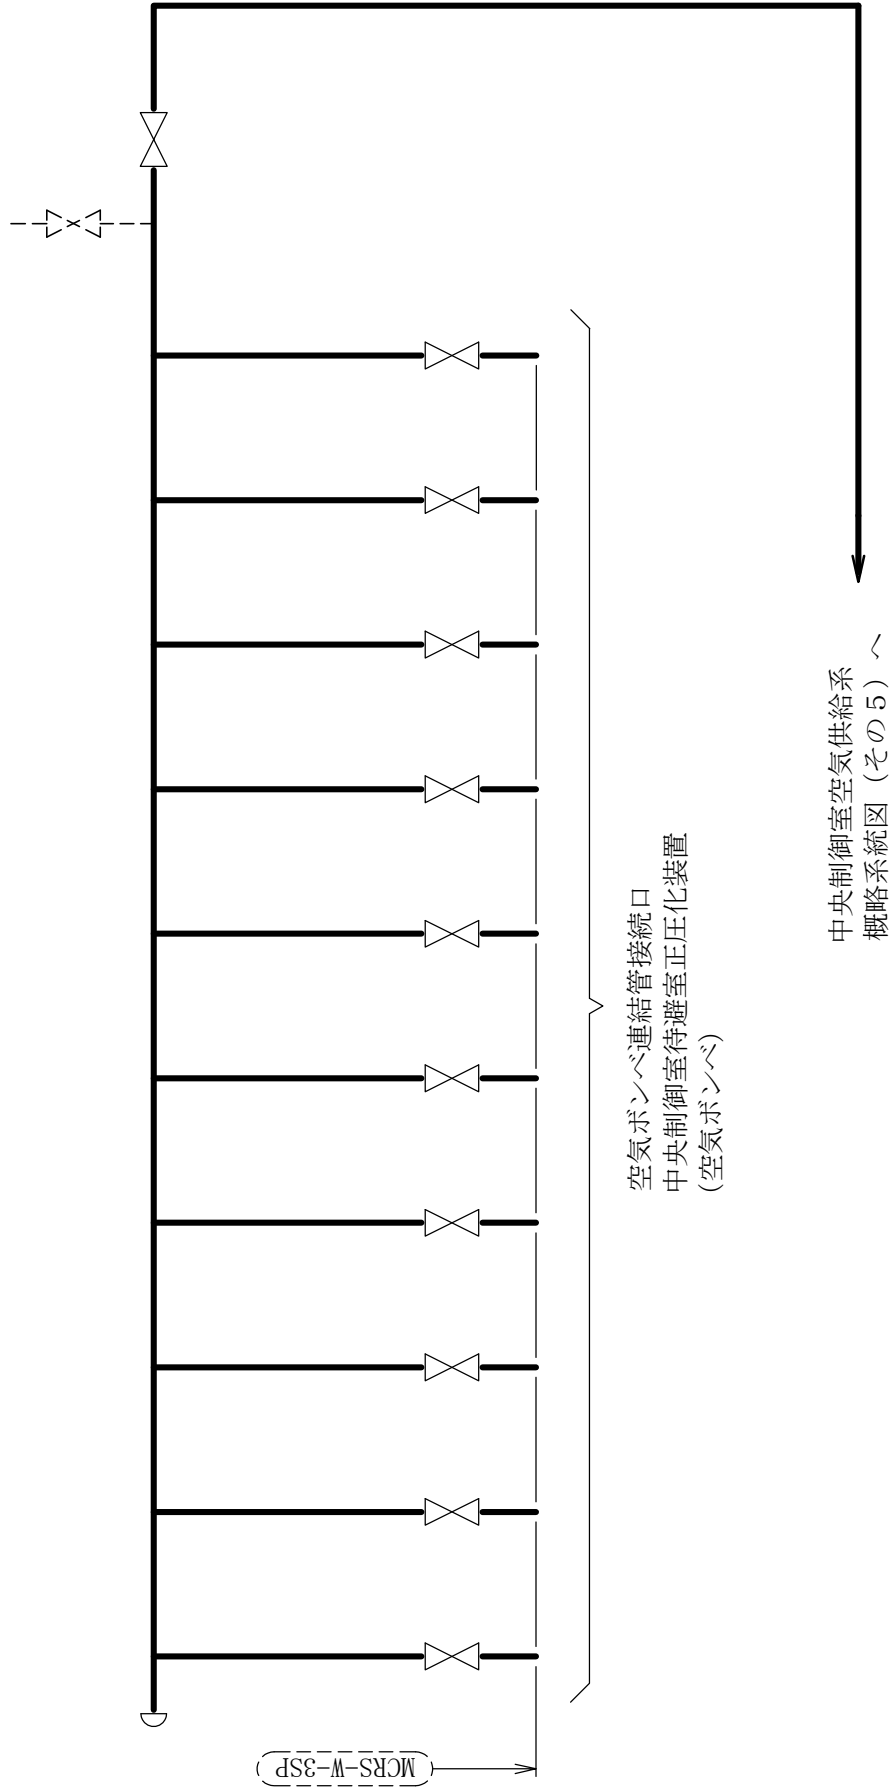 空気ボンベ連結管接続口
中央制御室待避室正圧化装置
(空気ボンベ)
中央制御室空気供給系
概略系統図（その５）へ
MCRS-W-3SP